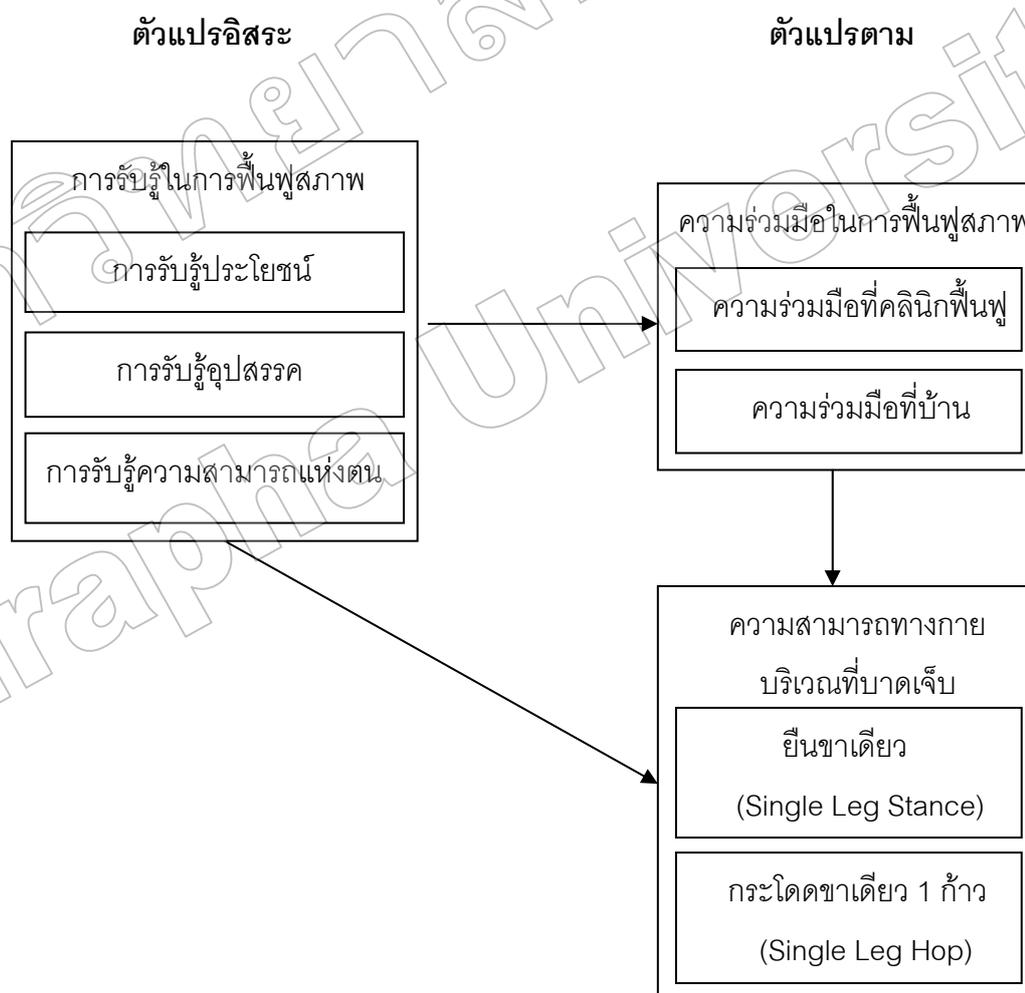 ตัวแปรอิสระ
ตัวแปรตาม
การรับรู้ในการฟื้นฟูสภาพ
การรับรู้ประโยชน์
การรับรู้อุปสรรค
การรับรู้ความสามารถแห่งตน
ความร่วมมือในการฟื้นฟูสภาพ
ความร่วมมือที่คลินิกฟื้นฟู
ความร่วมมือที่บ้าน
ความสามารถทางกาย
บริเวณที่บาดเจ็บ
ยืนขาเดียว
(Single Leg Stance)
กระโดดขาเดียว 1 ก้าว
(Single Leg Hop)